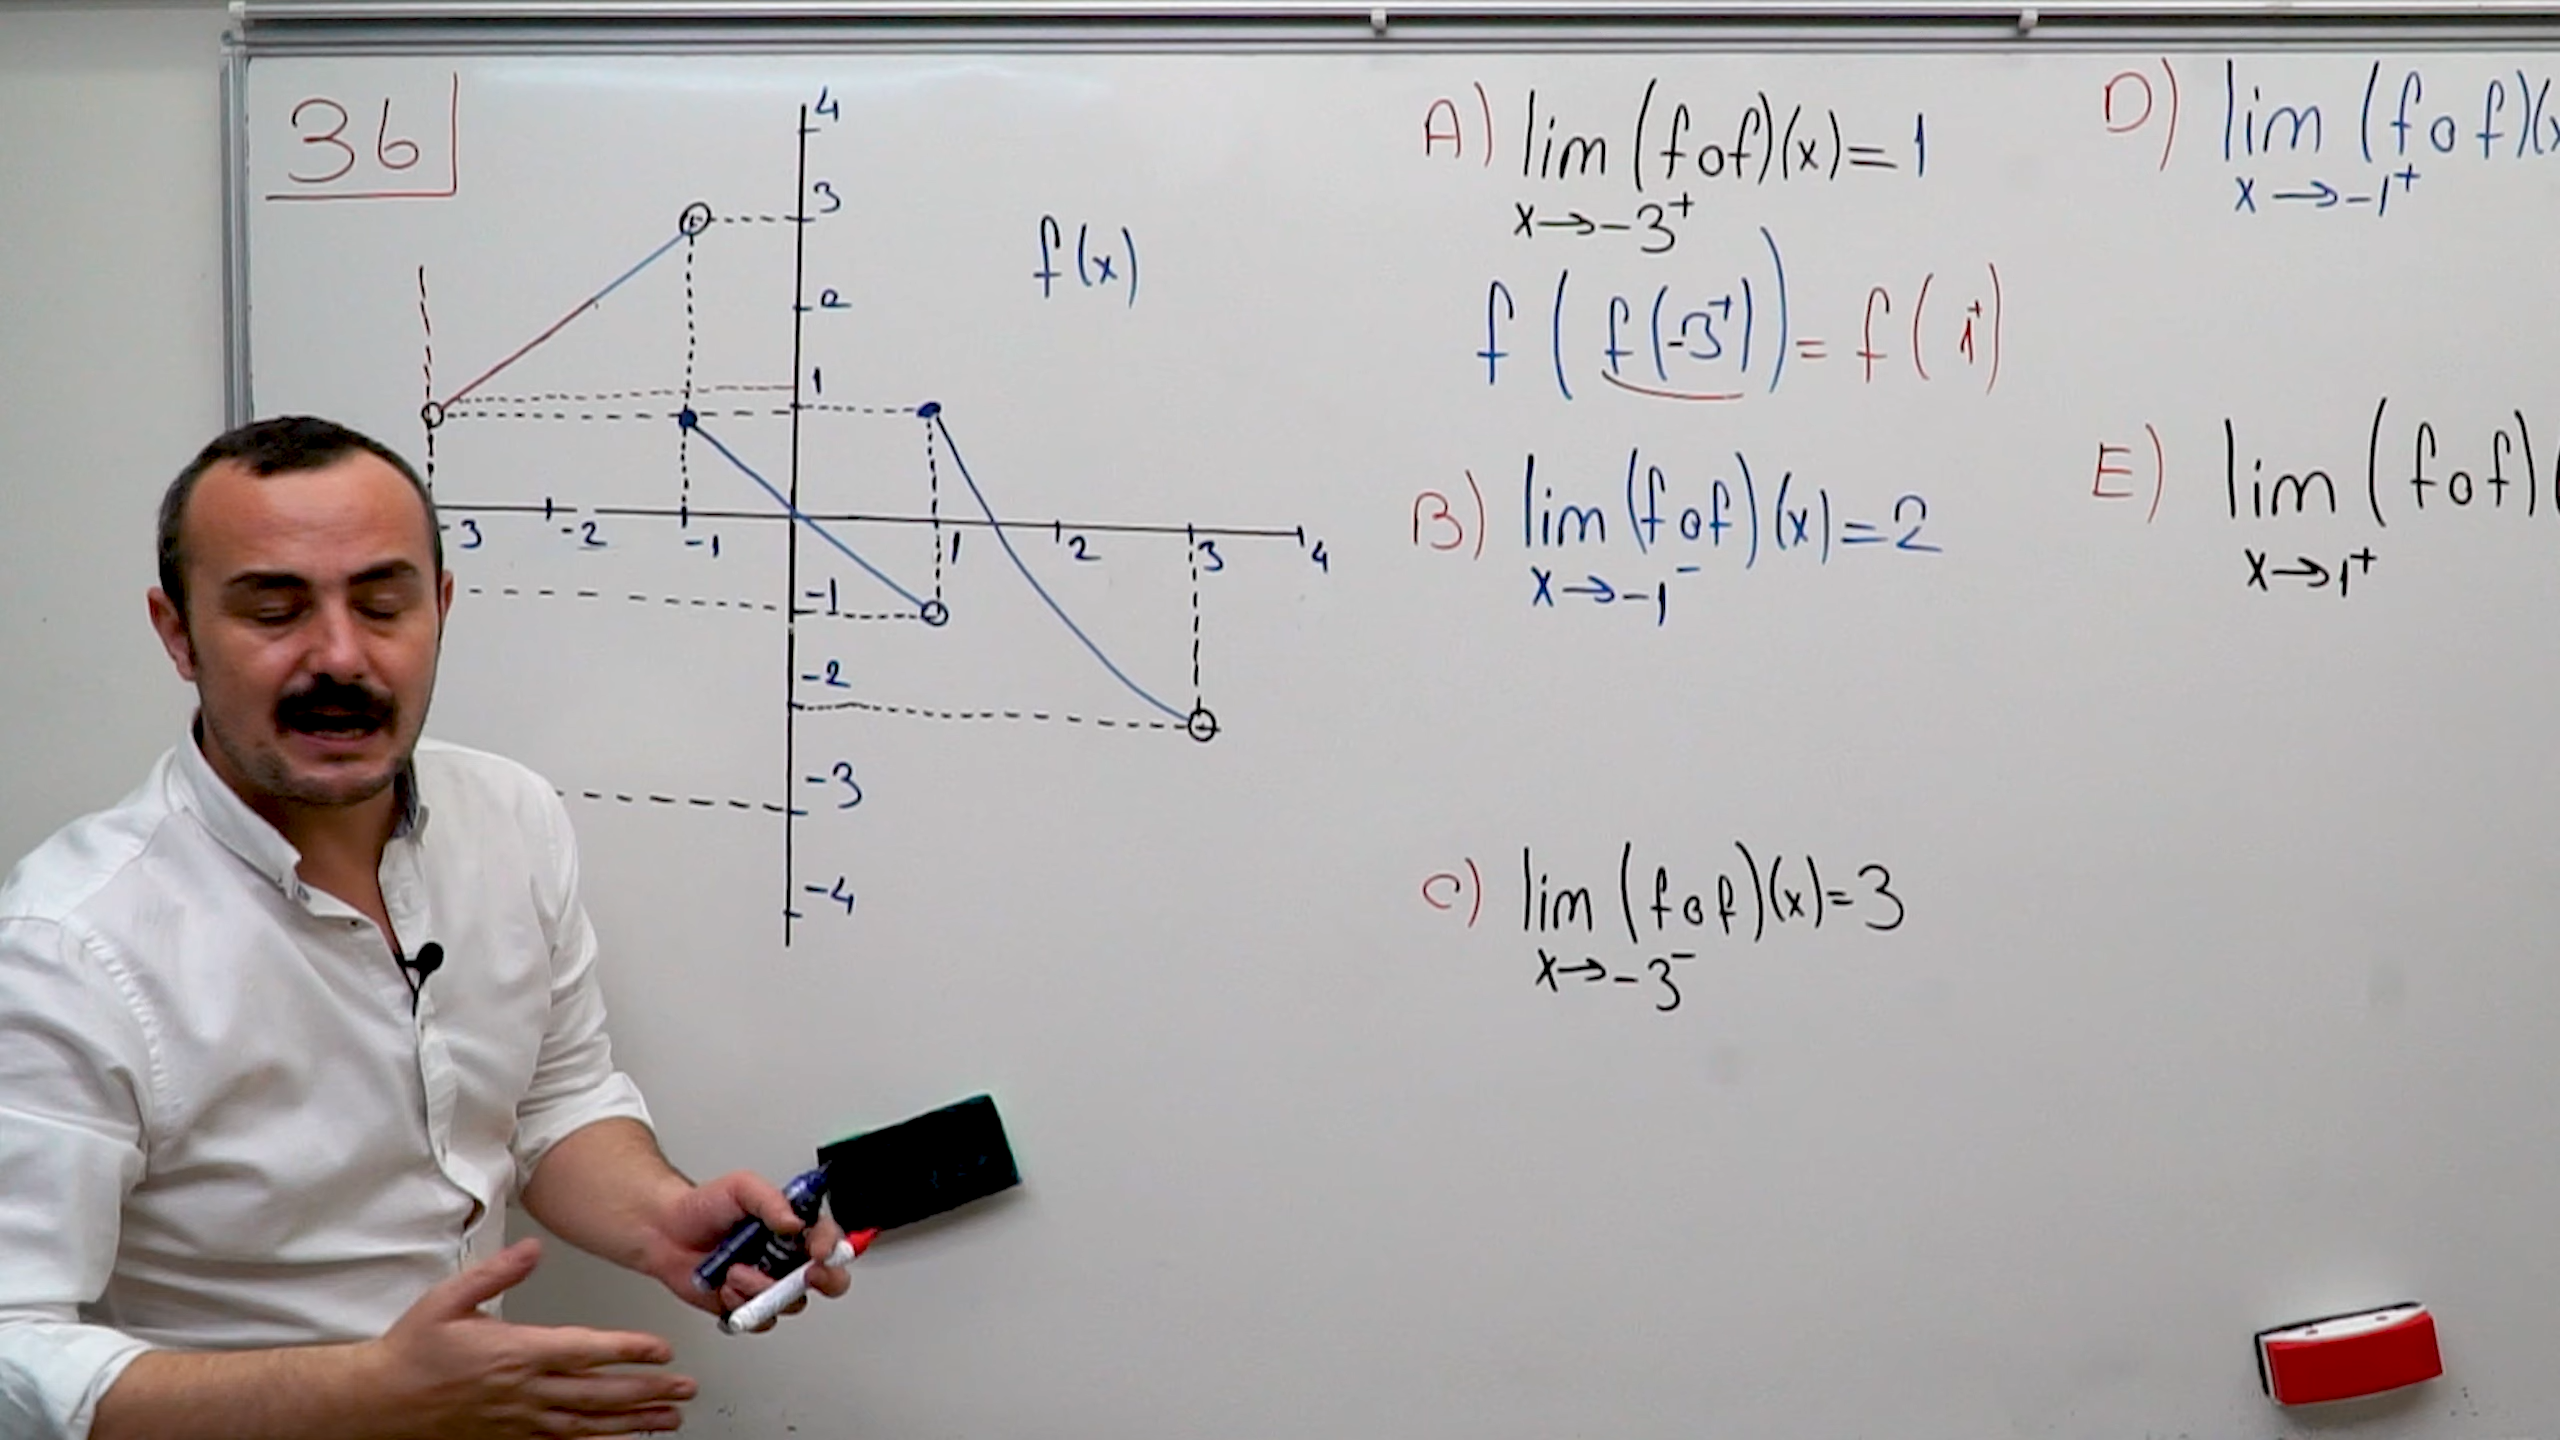 36
4
3
2
1
f(x)
-3 -2 -1 1 2 3 4
-1
-2
-3
-4
A) lim (fof)(x) = 1
x→-3⁺
f(f(-3⁺)) = f(1⁺)
B) lim (fof)(x) = 2
x→-1⁻
C) lim (fof)(x) = 3
x→-3⁻
D) lim (fof)(x
x→-1⁺
E) lim (fof)(
x→1⁺